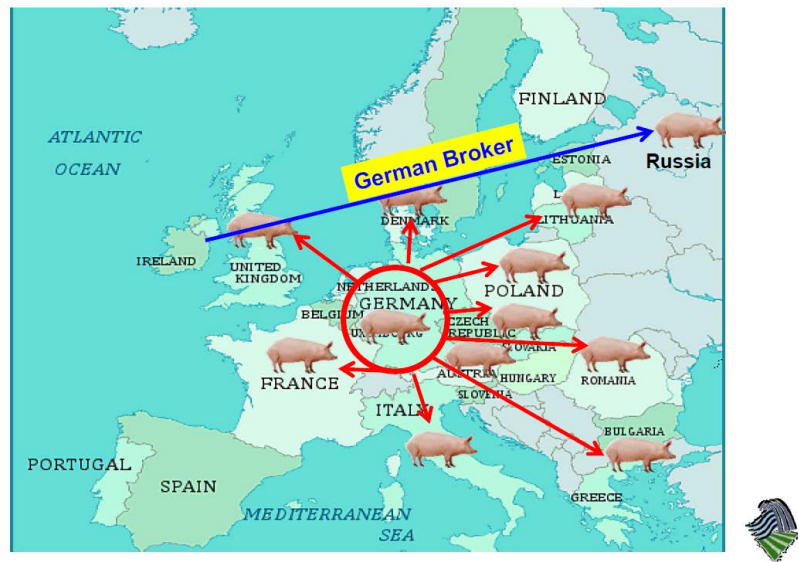 FINLAND
ATLANTIC
OCEAN
German Broker
ESTONIA
Russia
L
LITHUANIA
DENMARK
IRELAND
UNITED
KINGDOM
POLAND
GERMANY
BELGIUM
CZECH
REPUBLIC
SLOVAKIA
FRANCE
AUSTRIA
HUNGARY
ROMANIA
SLOVENIA
ITALY
BULGARIA
PORTUGAL
SPAIN
GREECE
MEDITERRANEAN
SEA